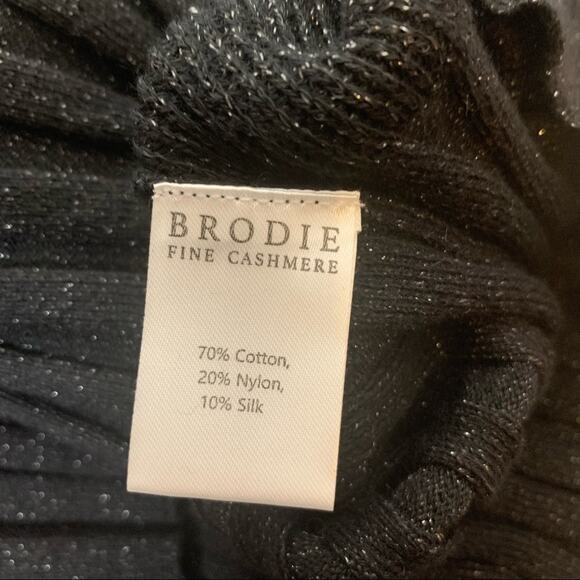 BRODIE
FINE CASHMERE
70% Cotton,
20% Nylon,
10% Silk